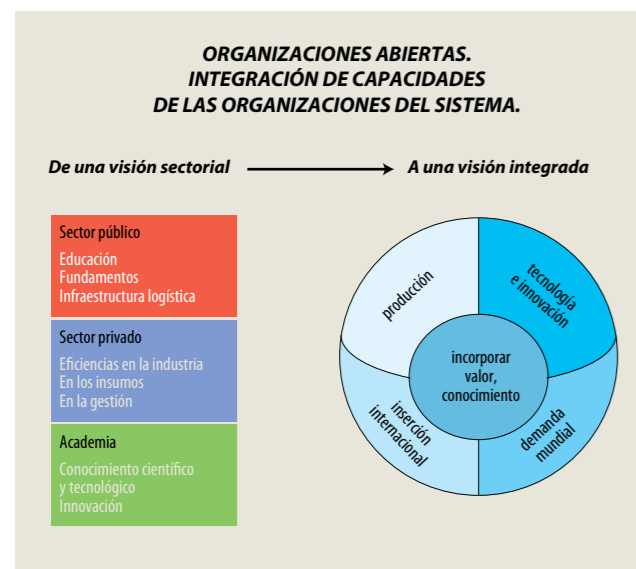 ORGANIZACIONES ABIERTAS.
INTEGRACIÓN DE CAPACIDADES
DE LAS ORGANIZACIONES DEL SISTEMA.
De una visión sectorial
A una visión integrada
Sector público
Educación
Fundamentos
Infraestructura logística
Sector privado
Eficiencias en la industria
En los insumos
En la gestión
Academia
Conocimiento científico
y tecnológico
Innovación
producción
tecnología
e innovación
incorporar
valor,
conocimiento
inserción
internacional
demanda
mundial